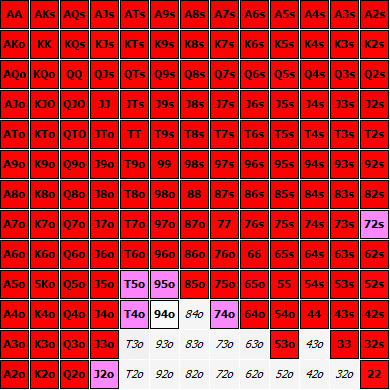 AA AKs AQs AJs ATs A9s A8s A7s A6s A5s A4s A3s A2s
AKo KK KQs KJs KTs K9s K8s K7s K6s K5s K4s K3s K2s
AQo KQo QQ QJs QTs Q9s Q8s Q7s Q6s Q5s Q4s Q3s Q2s
AJo KJO QJO JJ JTs J9s J8s J7s J6s J5s J4s J3s J2s
ATo KTo QTO JTo TT T9s T8s T7s T6s T5s T4s T3s T2s
A9o K9o Q9o J9o T9o 99 98s 97s 96s 95s 94s 93s 92s
A8o K8o Q8o J8o T8o 98o 88 87s 86s 85s 84s 83s 82s
A7o K7o Q7o J7o T7o 97o 87o 77 76s 75s 74s 73s 72s
A6o K6o Q6o J6o T6o 96o 86o 76o 66 65s 64s 63s 62s
A5o 5Ko Q5o J5o T5o 95o 85o 75o 65o 55 54s 53s 52s
A4o K4o Q4o J4o T4o 94o 84o 74o 64o 54o 44 43s 42s
A3o K3o Q3o J3o T3o 93o 83o 73o 63o 53o 43o 33 32s
A2o K2o Q2o J2o T2o 92o 82o 72o 62o 52o 42o 32o 22